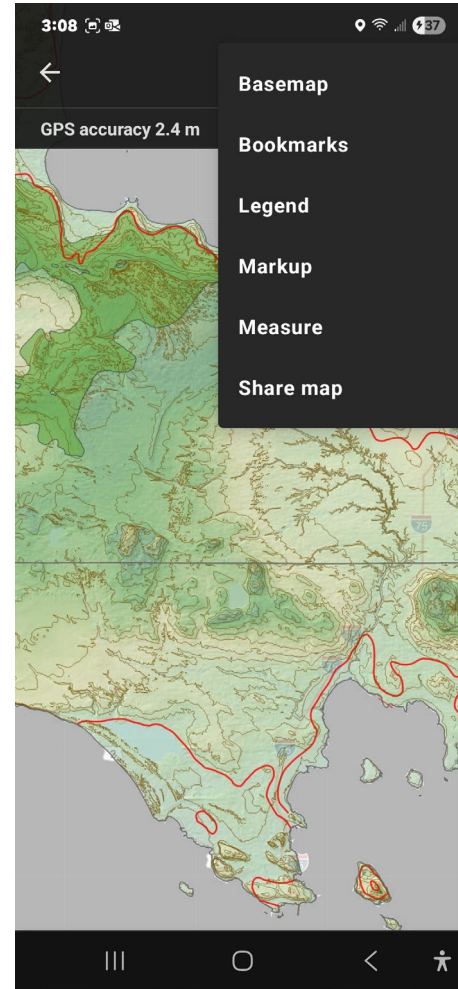 3:08
37
GPS accuracy 2.4 m
Basemap
Bookmarks
Legend
Markup
Measure
Share map
75